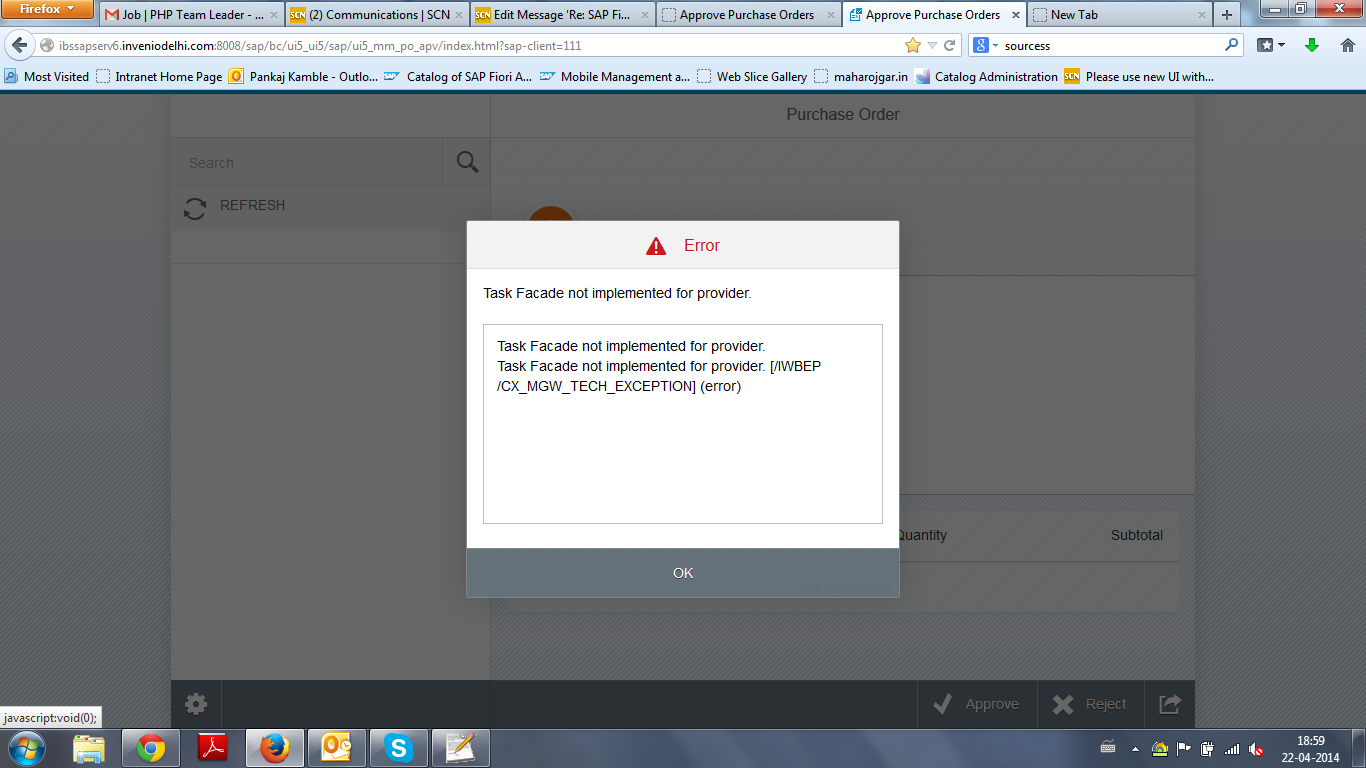 Firefox
Job | PHP Team Leader - ...
SCN (2) Communications | SCN
SCN Edit Message 'Re: SAP Fi...
Approve Purchase Orders
Approve Purchase Orders
New Tab
ibssapserv6.inveniodelhi.com:8008/sap/bc/ui5_ui5/sap/ui5_mm_po_apv/index.html?sap-client=111
sourcess
Most Visited
Intranet Home Page
Pankaj Kamble - Outlo...
Catalog of SAP Fiori A...
Mobile Management a...
Web Slice Gallery
maharojgar.in
Catalog Administration
SCN Please use new UI with...
Purchase Order
Search
REFRESH
Error
Task Facade not implemented for provider.
Task Facade not implemented for provider.
Task Facade not implemented for provider. [/IWBEP
/CX_MGW_TECH_EXCEPTION] (error)
Quantity
Subtotal
OK
Approve
Reject
javascript:void(0);
18:59
22-04-2014